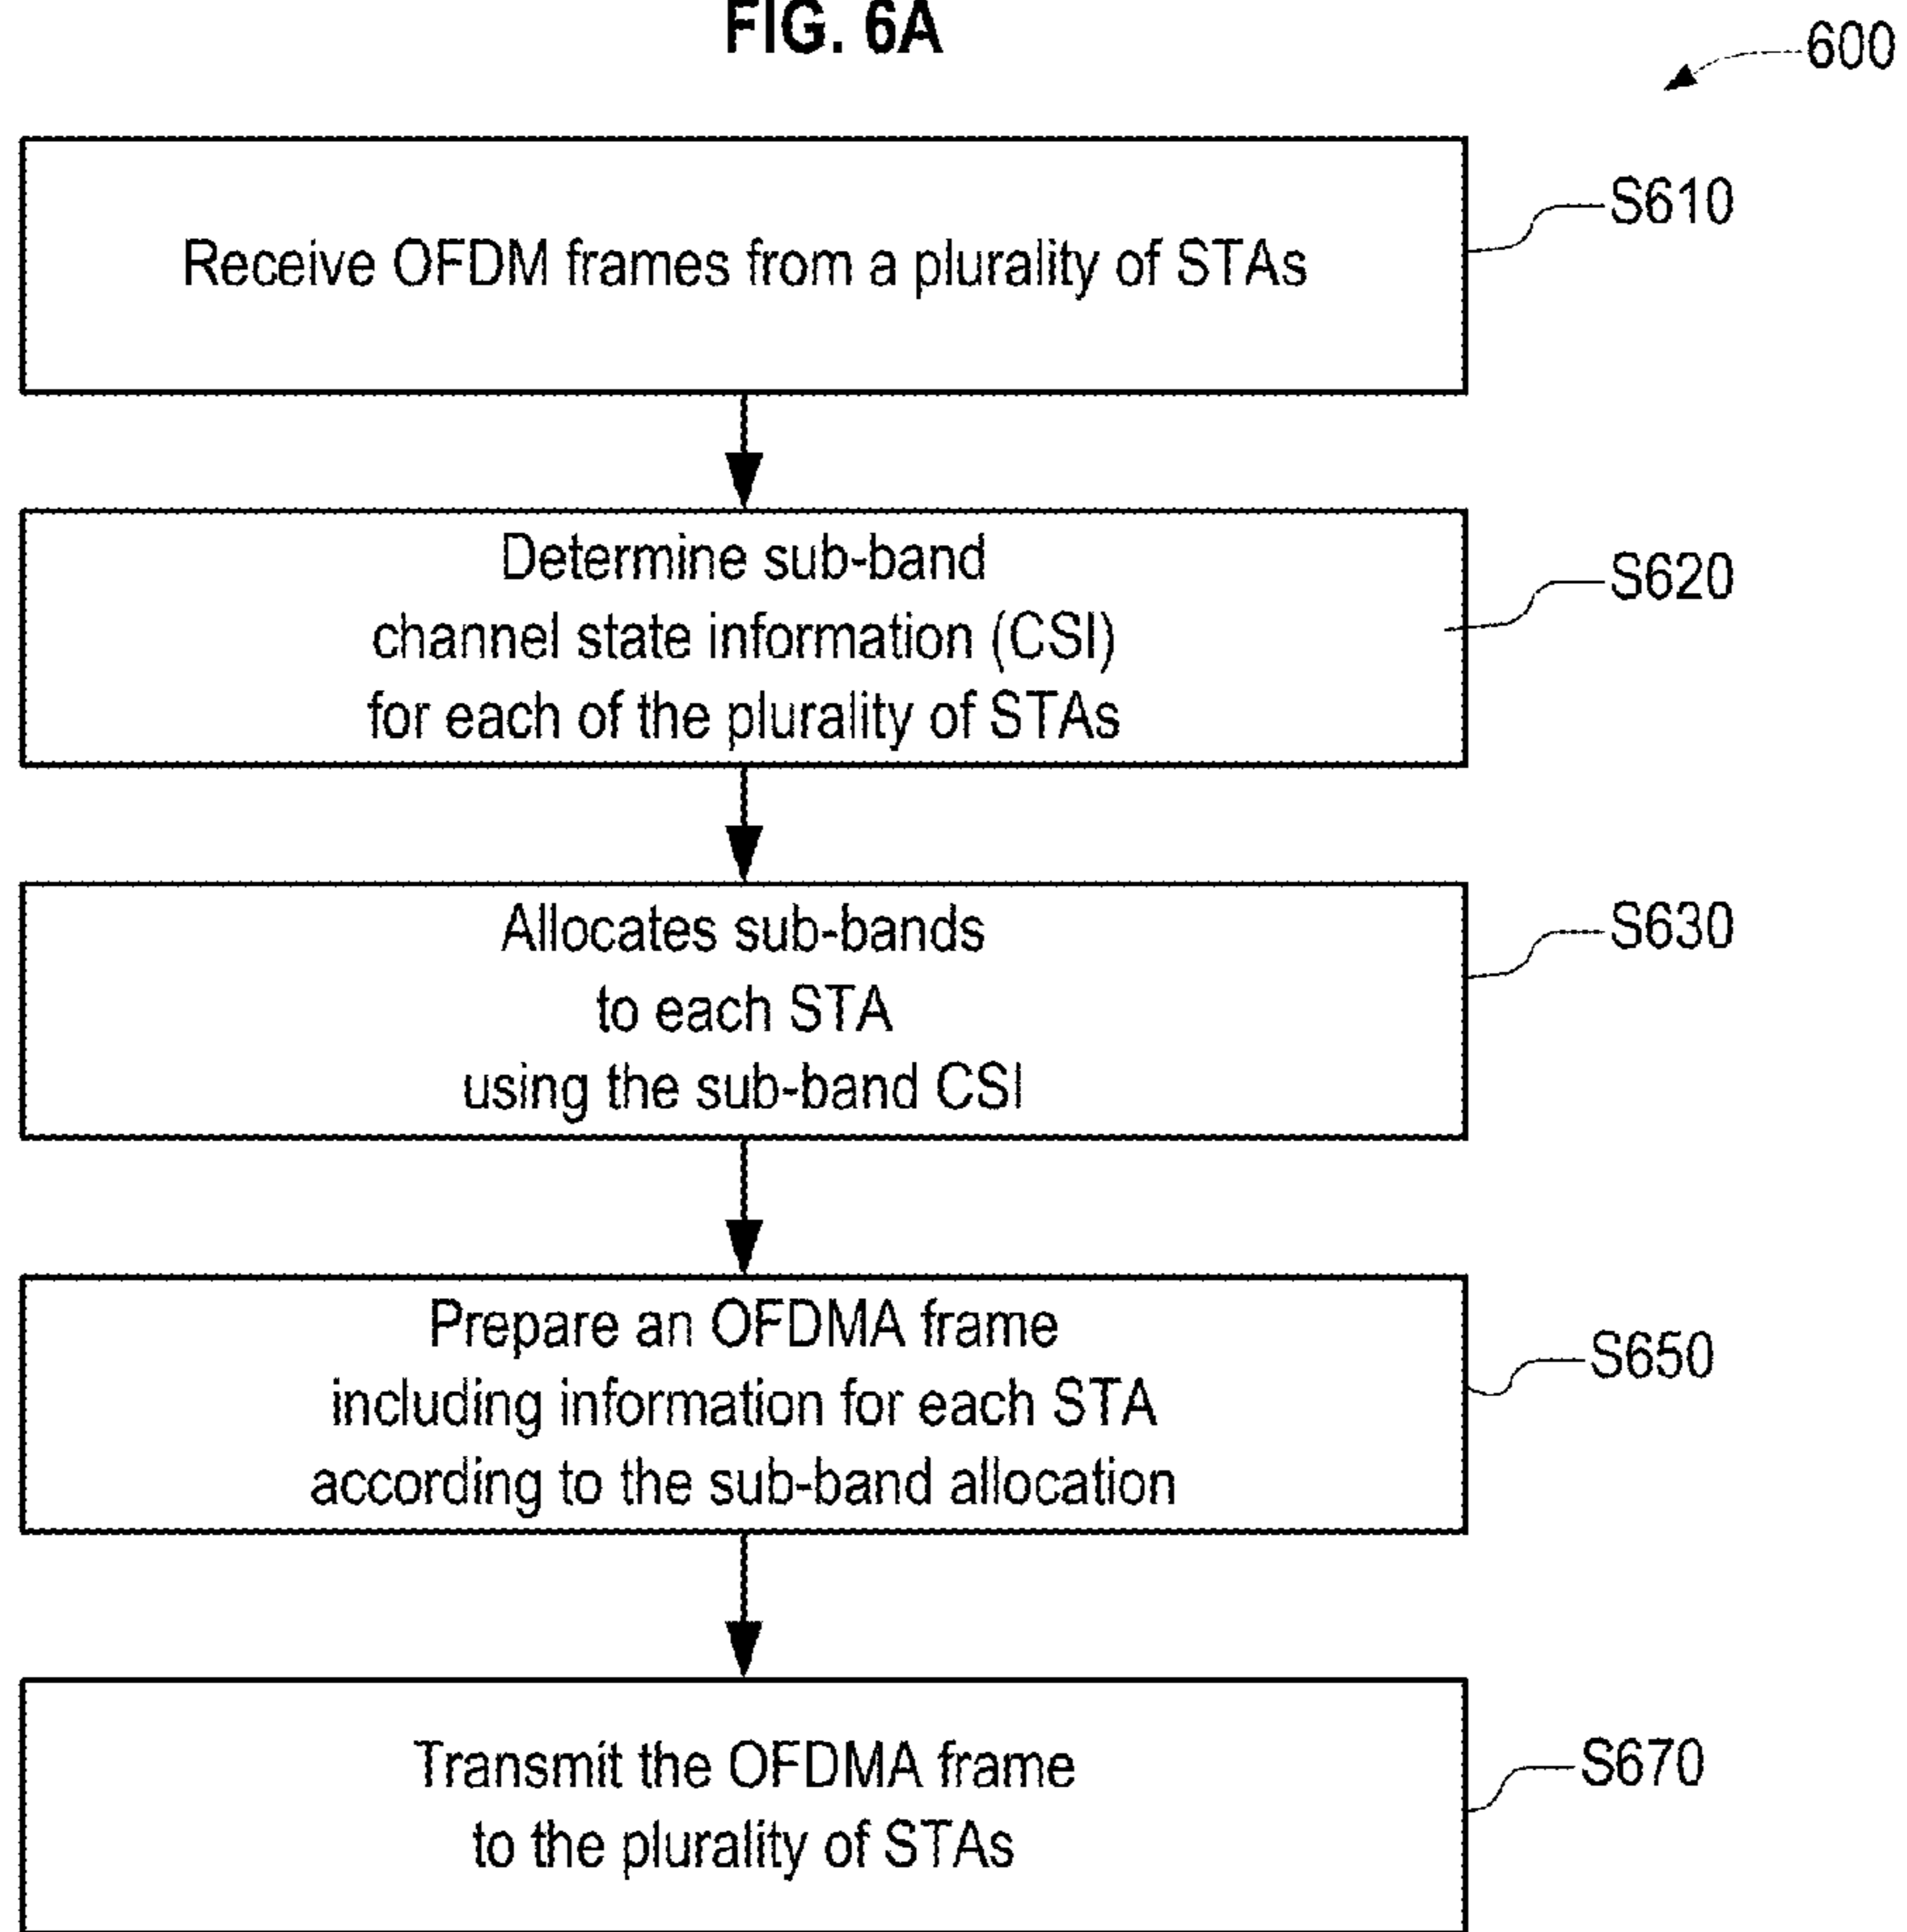 FIG. 6A
600
Receive OFDM frames from a plurality of STAs
S610
Determine sub-band
channel state information (CSI)
for each of the plurality of STAs
S620
Allocates sub-bands
to each STA
using the sub-band CSI
S630
Prepare an OFDMA frame
including information for each STA
according to the sub-band allocation
S650
Transmit the OFDMA frame
to the plurality of STAs
S670